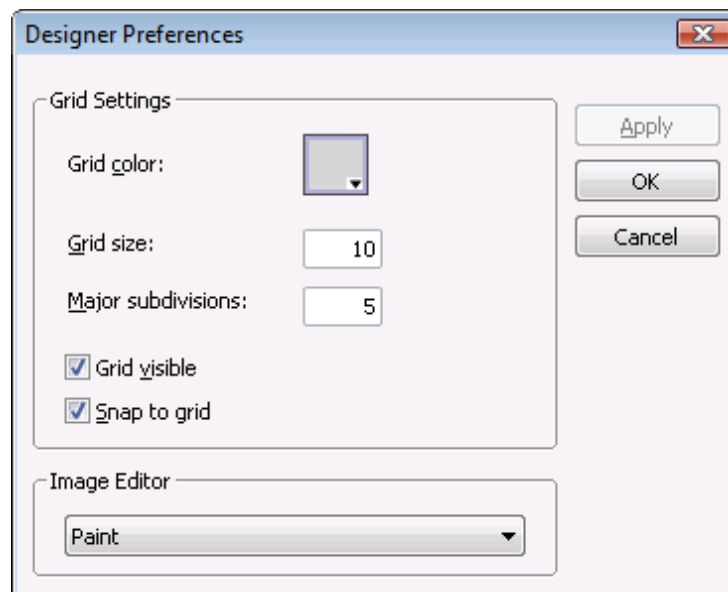 Designer Preferences
Grid Settings
Grid color:
Apply
OK
Grid size: 10
Cancel
Major subdivisions: 5
Grid visible
Snap to grid
Image Editor
Paint